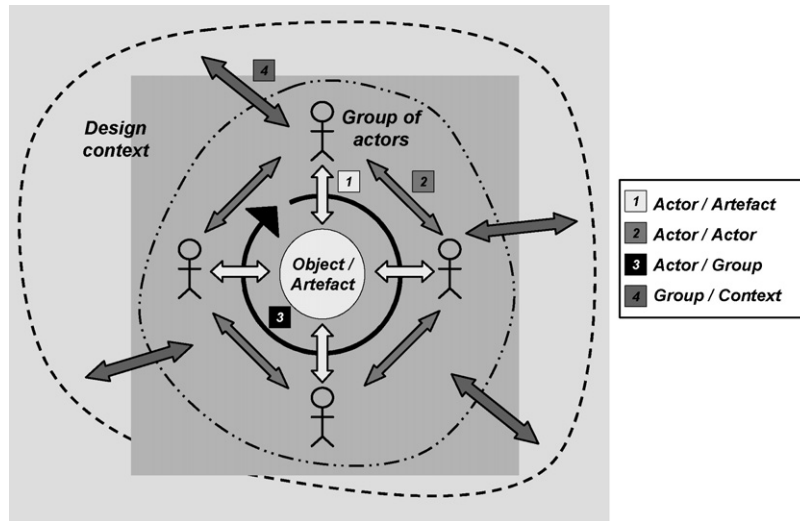 4
Design
context
Group of
actors
1
2
Object /
Artefact
3
1 Actor / Artefact
2 Actor / Actor
3 Actor / Group
4 Group / Context